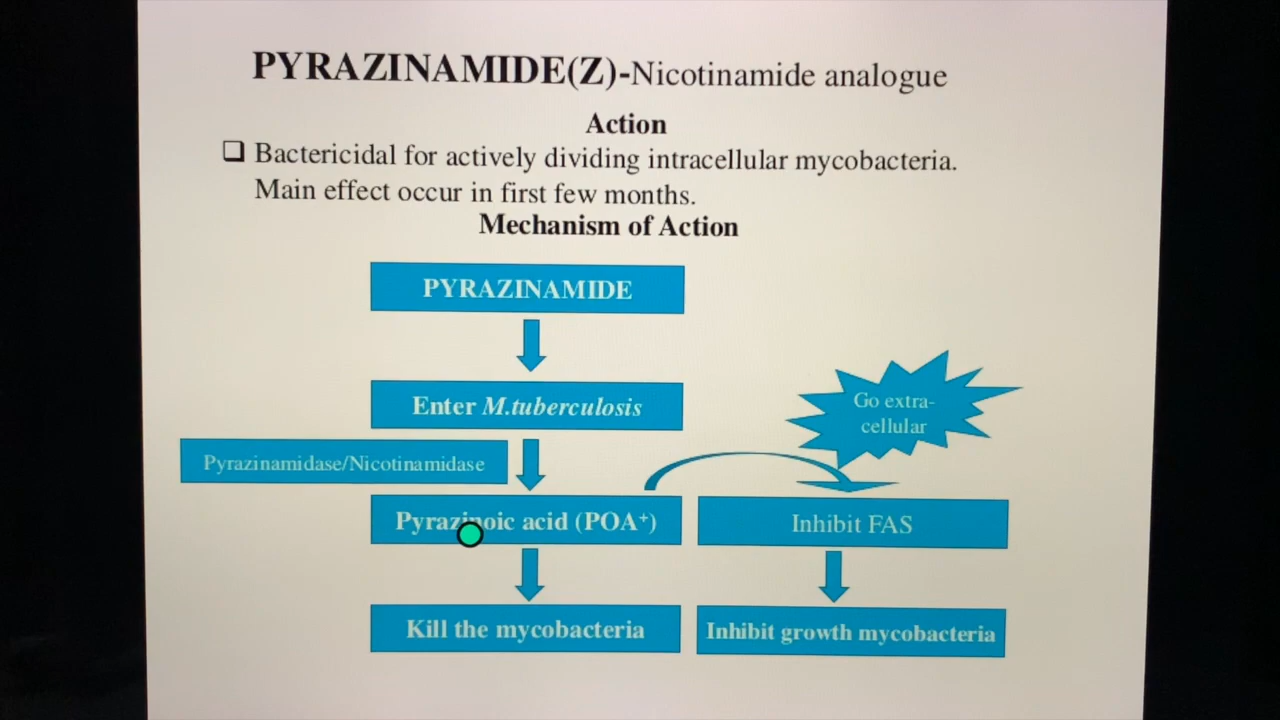 PYRAZINAMIDE(Z)-Nicotinamide analogue
Action
❑ Bactericidal for actively dividing intracellular mycobacteria.
Main effect occur in first few months.
Mechanism of Action
PYRAZINAMIDE
Enter M.tuberculosis
Go extra-
cellular
Pyrazinamidase/Nicotinamidase
Pyrazinoic acid (POA⁺)
Inhibit FAS
Kill the mycobacteria
Inhibit growth mycobacteria